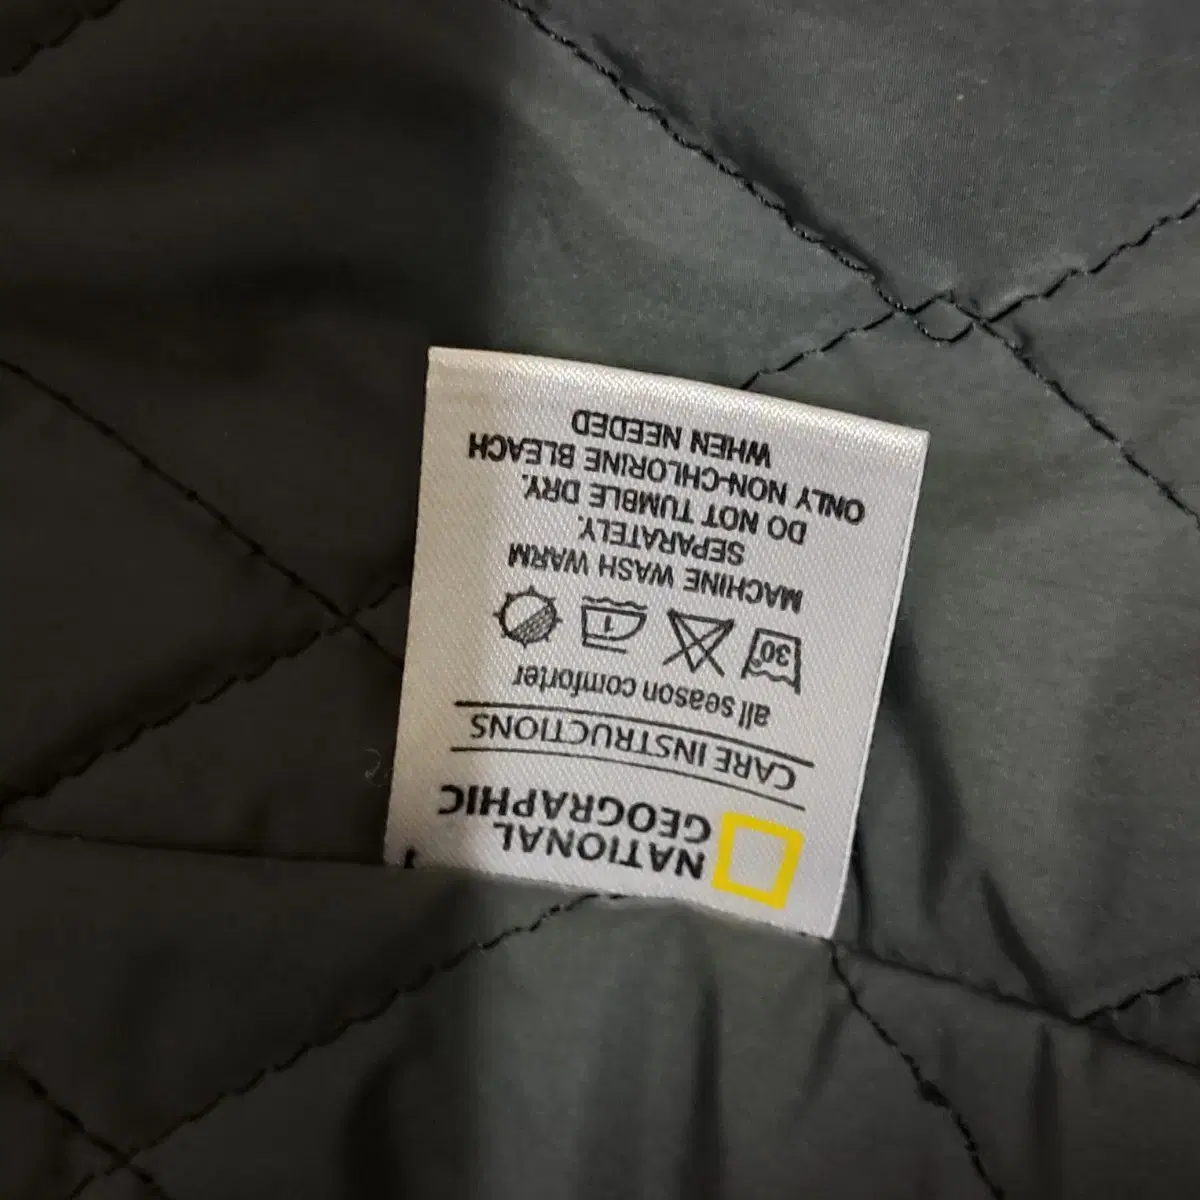 NATIONAL
GEOGRAPHIC
CARE INSTRUCTIONS
all season comforter
30°
1
MACHINE WASH WARM
SEPARATELY.
DO NOT TUMBLE DRY.
ONLY NON-CHLORINE BLEACH
WHEN NEEDED